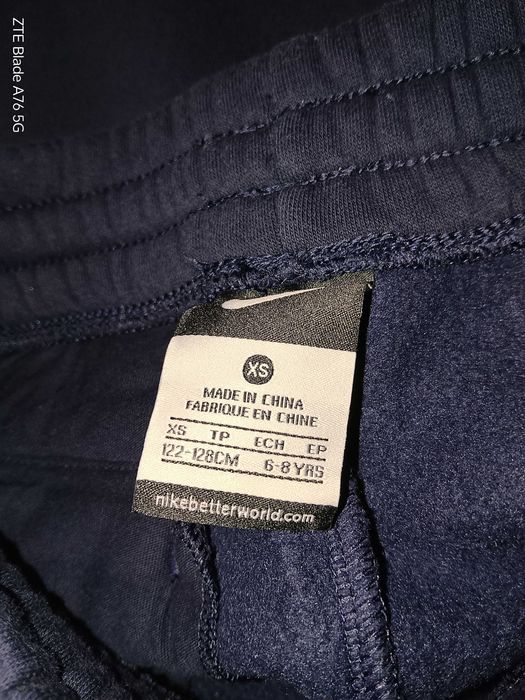 ZTE Blade A76 5G
XS
MADE IN CHINA
FABRIQUE EN CHINE
XS TP ECH EP
122-128CM 6-8YRS
nikebetterworld.com